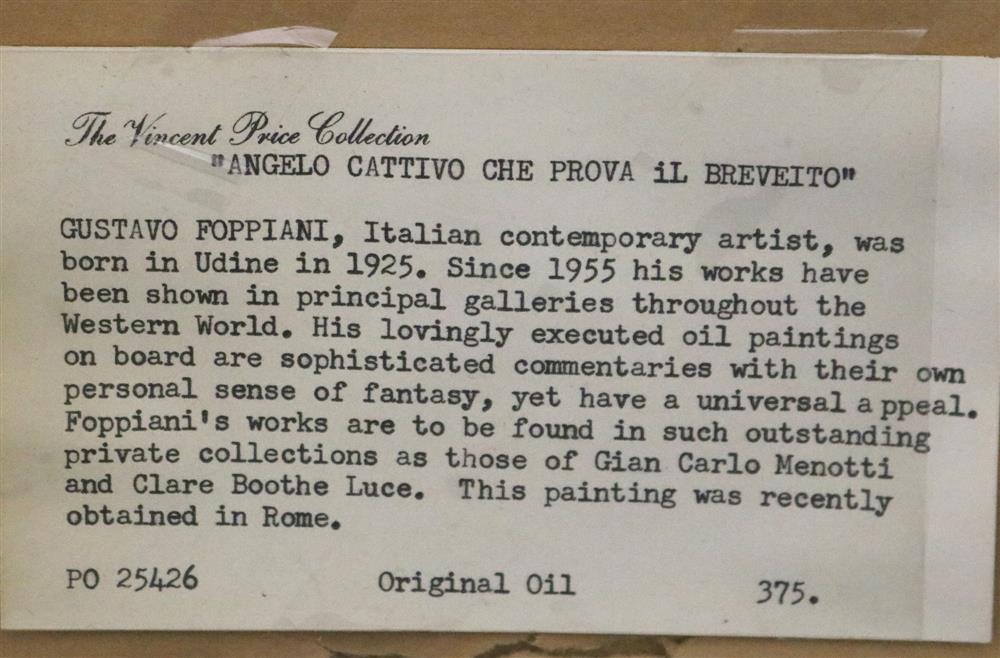 The Vincent Price Collection
"ANGELO CATTIVO CHE PROVA iL BREVEITO"
GUSTAVO FOPPIANI, Italian contemporary artist, was
born in Udine in 1925. Since 1955 his works have
been shown in principal galleries throughout the
Western World. His lovingly executed oil paintings
on board are sophisticated commentaries with their own
personal sense of fantasy, yet have a universal a ppeal.
Foppiani's works are to be found in such outstanding
private collections as those of Gian Carlo Menotti
and Clare Boothe Luce. This painting was recently
obtained in Rome.
PO 25426 Original Oil 375.